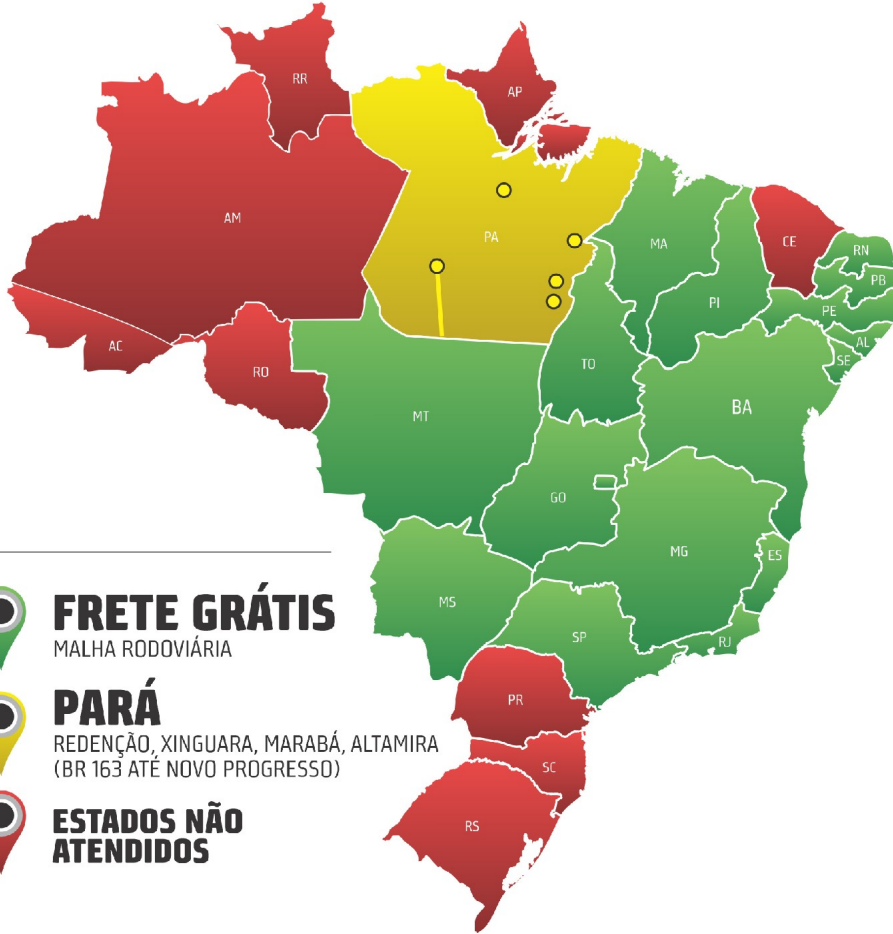 RR
AP
AM
PA
MA
CE
RN
PB
PI
PE
AL
SE
AC
RO
TO
BA
MT
GO
MG
ES
MS
SP
RJ
PR
SC
RS
FRETE GRÁTIS
MALHA RODOVIÁRIA
PARÁ
REDENÇÃO, XINGUARA, MARABÁ, ALTAMIRA
(BR 163 ATÉ NOVO PROGRESSO)
ESTADOS NÃO
ATENDIDOS